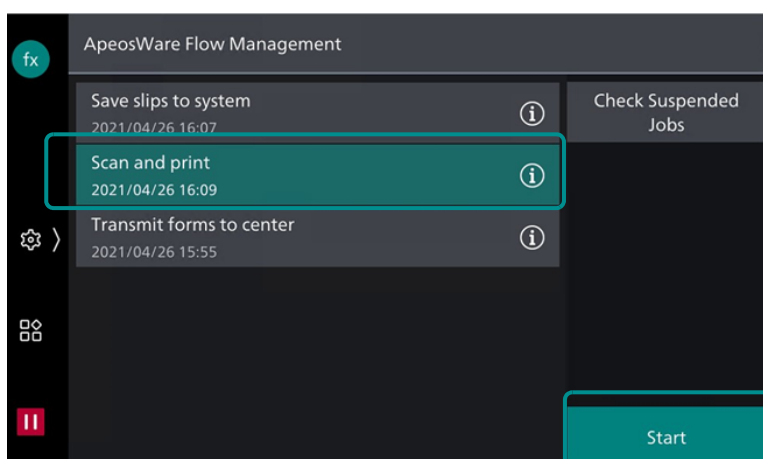 fx
ApeosWare Flow Management
Save slips to system
2021/04/26 16:07
Check Suspended
Jobs
Scan and print
2021/04/26 16:09
Transmit forms to center
2021/04/26 15:55
Start